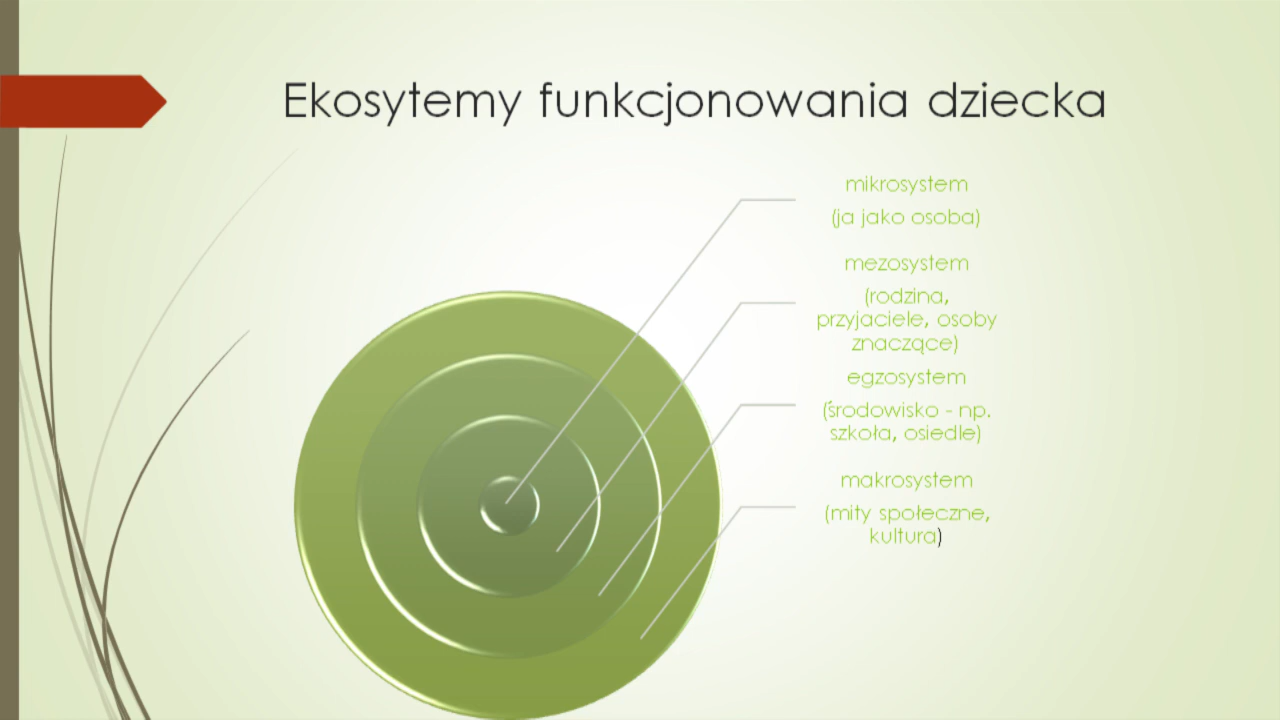 Ekosytemy funkcjonowania dziecka
mikrosystem
(ja jako osoba)
mezosystem
(rodzina,
przyjaciele, osoby
znaczące)
egzosystem
(środowisko - np.
szkoła, osiedle)
makrosystem
(mity społeczne,
kultura)